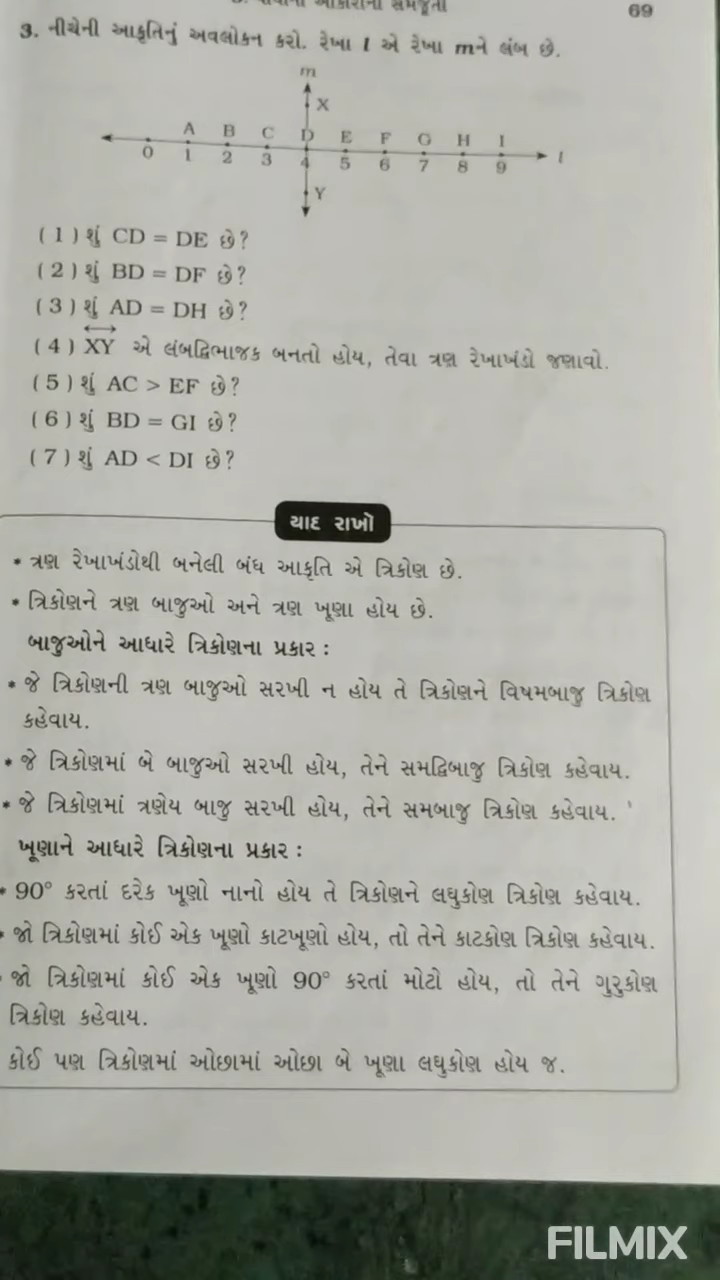 આકારોની સમજૂતી
69
3. નીચેની આકૃતિનું અવલોકન કરો. રેખા l એ રેખા mને લંબ છે.
m
X
A B C D E F G H I
0 1 2 3 4 5 6 7 8 9 l
Y
(1) શું CD = DE છે?
(2) શું BD = DF છે?
(3) શું AD = DH છે?
(4) XY એ લંબદ્વિભાજક બનતો હોય, તેવા ત્રણ રેખાખંડો જણાવો.
(5) શું AC > EF છે?
(6) શું BD = GI છે?
(7) શું AD < DI છે?
યાદ રાખો
• ત્રણ રેખાખંડોથી બનેલી બંધ આકૃતિ એ ત્રિકોણ છે.
• ત્રિકોણને ત્રણ બાજુઓ અને ત્રણ ખૂણા હોય છે.
બાજુઓને આધારે ત્રિકોણના પ્રકાર :
• જે ત્રિકોણની ત્રણ બાજુઓ સરખી ન હોય તે ત્રિકોણને વિષમબાજુ ત્રિકોણ
કહેવાય.
• જે ત્રિકોણમાં બે બાજુઓ સરખી હોય, તેને સમદ્વિબાજુ ત્રિકોણ કહેવાય.
• જે ત્રિકોણમાં ત્રણેય બાજુ સરખી હોય, તેને સમબાજુ ત્રિકોણ કહેવાય.
ખૂણાને આધારે ત્રિકોણના પ્રકાર :
• 90° કરતાં દરેક ખૂણો નાનો હોય તે ત્રિકોણને લઘુકોણ ત્રિકોણ કહેવાય.
• જો ત્રિકોણમાં કોઈ એક ખૂણો કાટખૂણો હોય, તો તેને કાટકોણ ત્રિકોણ કહેવાય.
જો ત્રિકોણમાં કોઈ એક ખૂણો 90° કરતાં મોટો હોય, તો તેને ગુરુકોણ
ત્રિકોણ કહેવાય.
કોઈ પણ ત્રિકોણમાં ઓછામાં ઓછા બે ખૂણા લઘુકોણ હોય જ.
FILMIX